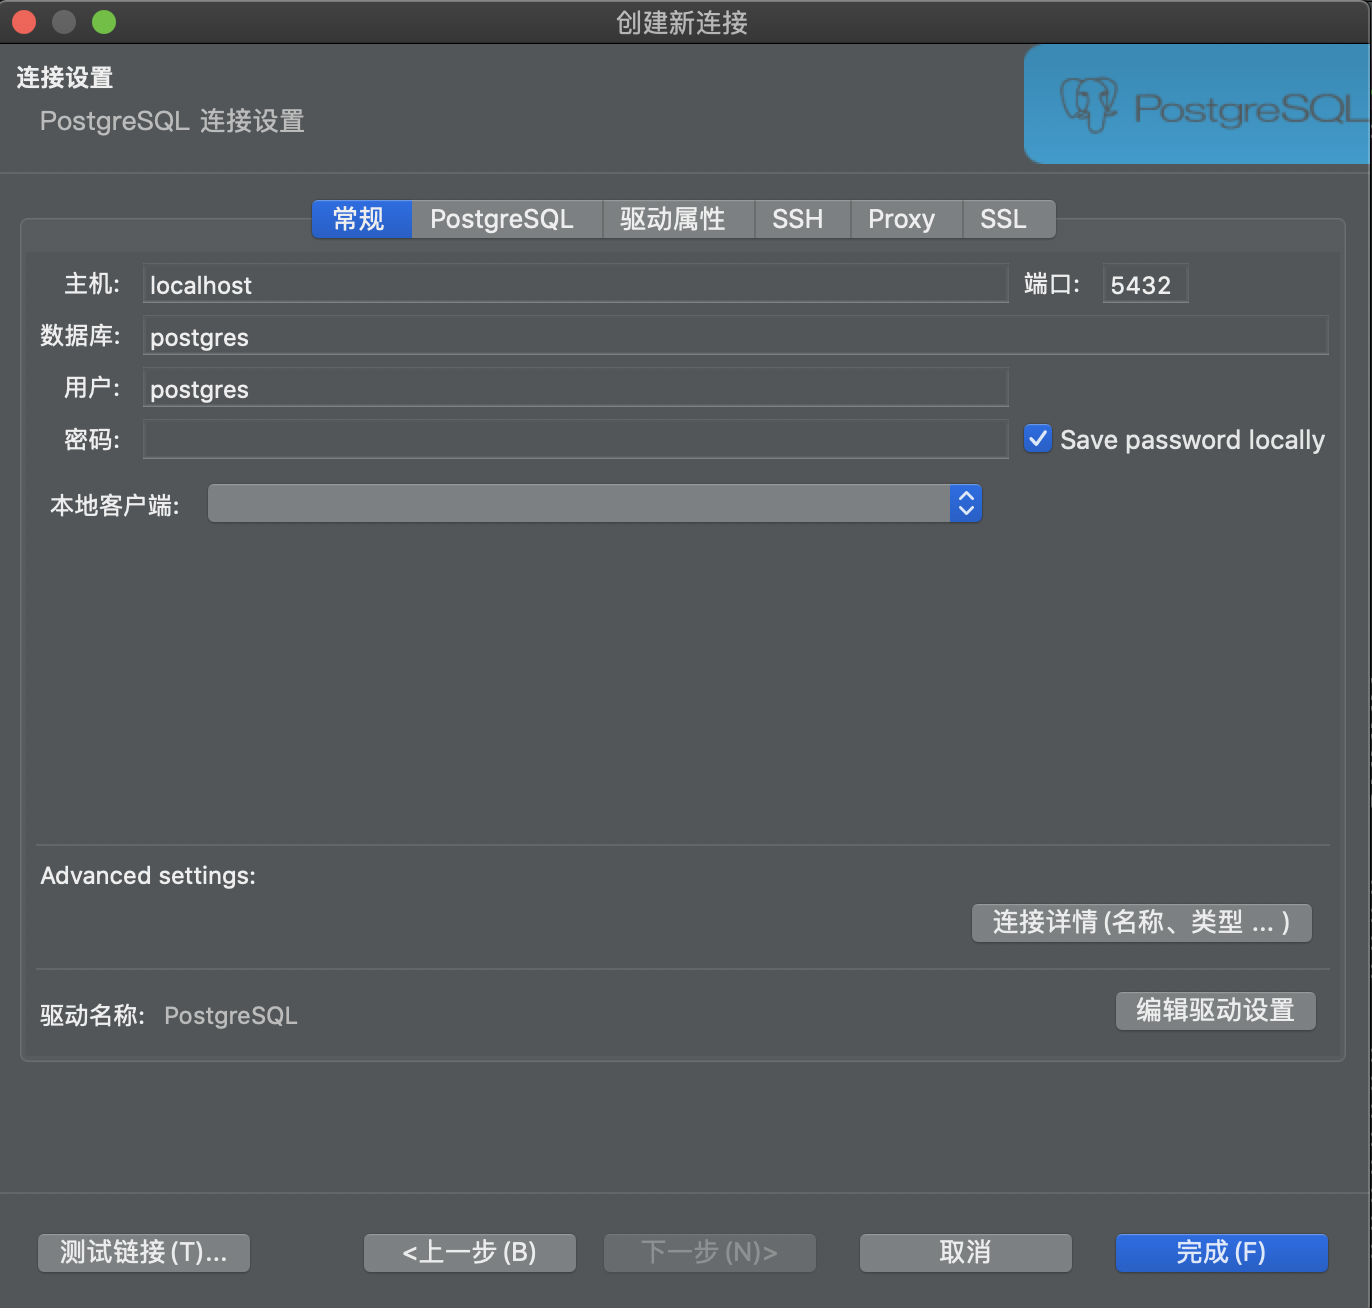 创建新连接
连接设置
PostgreSQL 连接设置
PostgreSQL
常规 PostgreSQL 驱动属性 SSH Proxy SSL
主机: localhost 端口: 5432
数据库: postgres
用户: postgres
密码: Save password locally
本地客户端:
Advanced settings:
连接详情(名称、类型 ... )
驱动名称: PostgreSQL 编辑驱动设置
测试链接(T)... <上一步(B) 下一步(N)> 取消 完成(F)